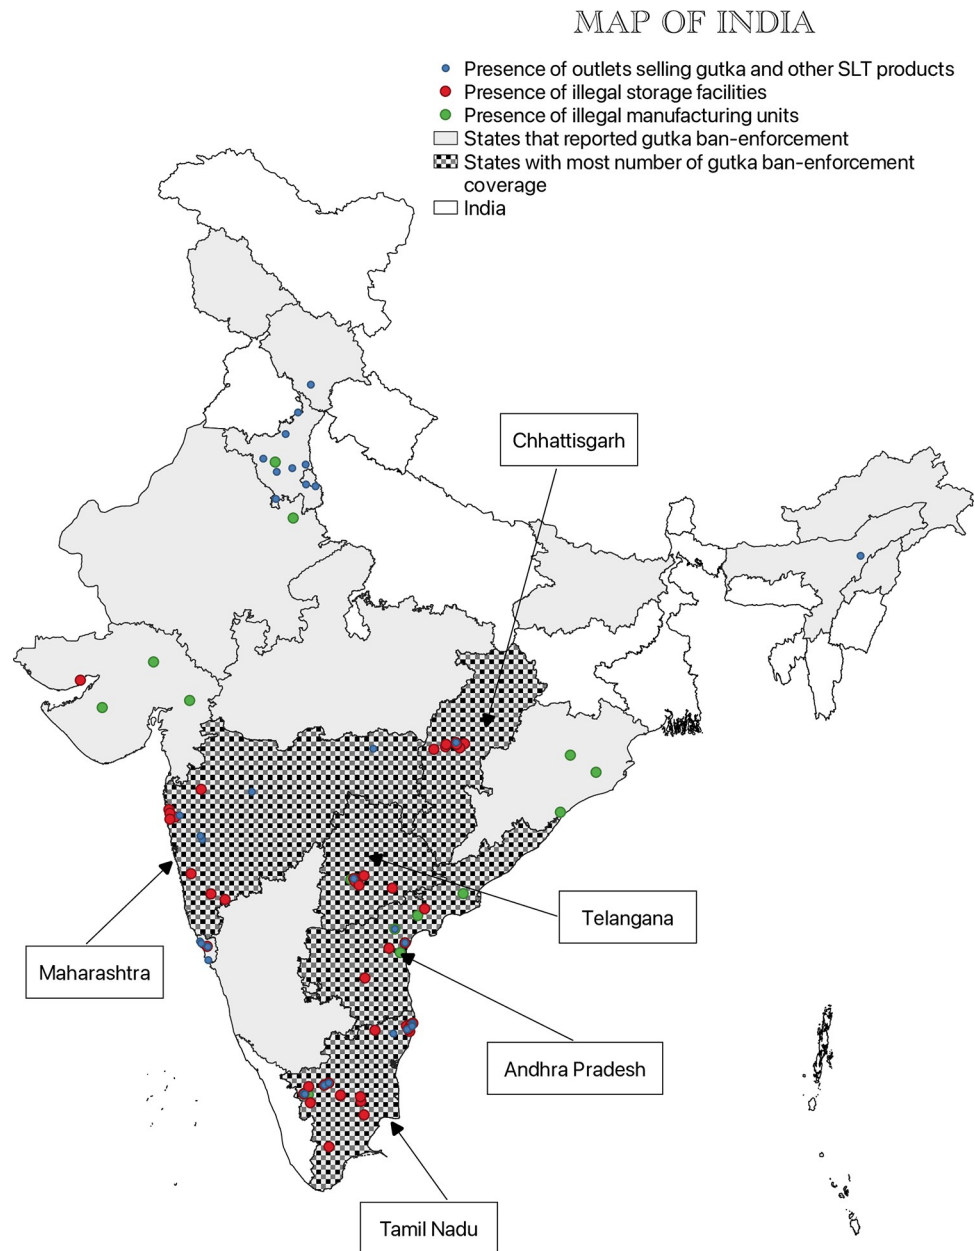 MAP OF INDIA
Presence of outlets selling gutka and other SLT products
Presence of illegal storage facilities
Presence of illegal manufacturing units
States that reported gutka ban-enforcement
States with most number of gutka ban-enforcement
coverage
India
Chhattisgarh
Telangana
Maharashtra
Andhra Pradesh
Tamil Nadu